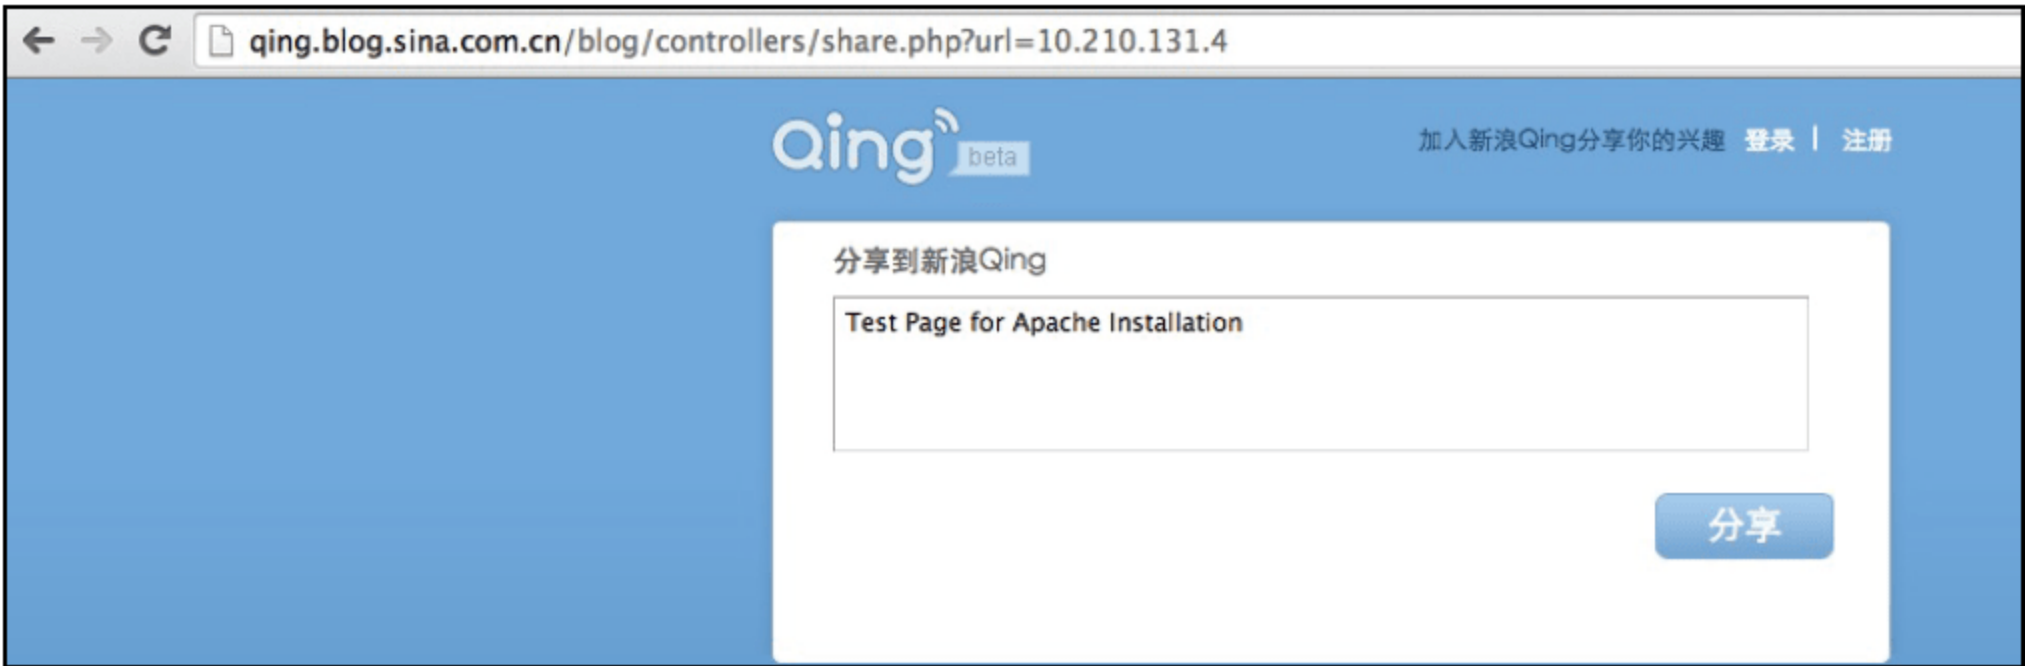 qing.blog.sina.com.cn/blog/controllers/share.php?url=10.210.131.4
Qing beta
加入新浪Qing分享你的兴趣 登录 | 注册
分享到新浪Qing
Test Page for Apache Installation
分享